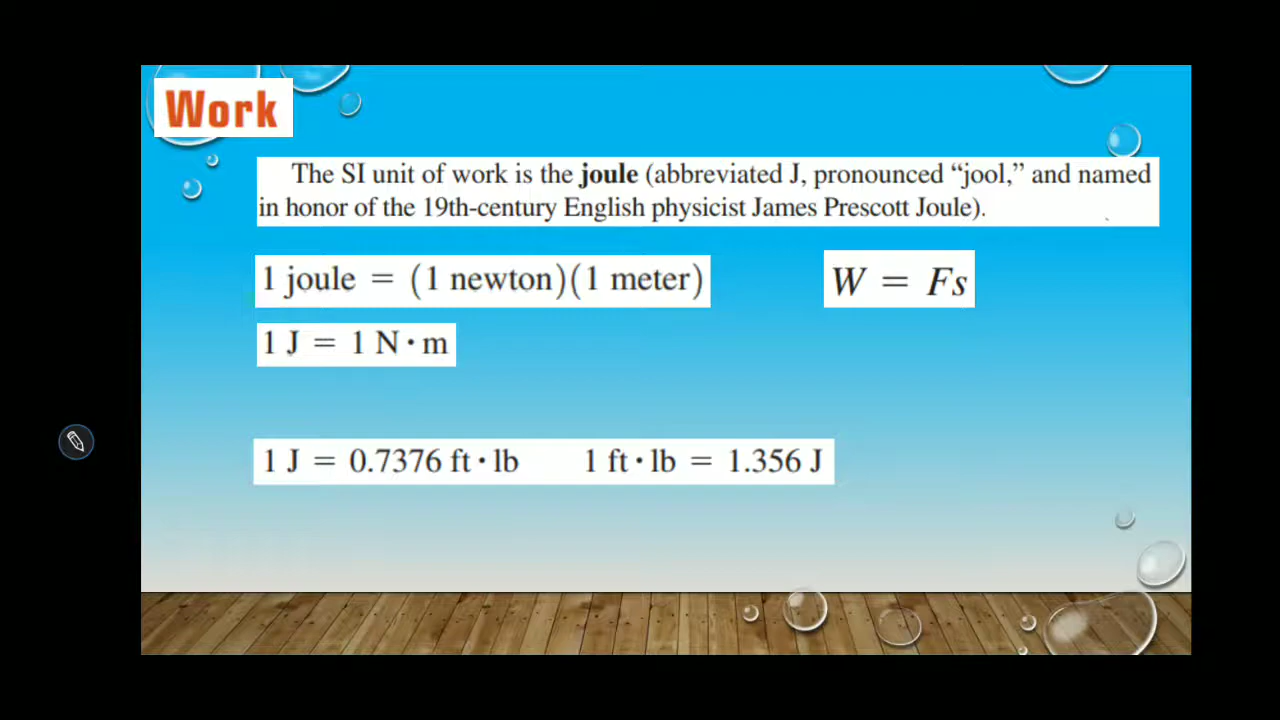 Work
The SI unit of work is the joule (abbreviated J, pronounced “jool,” and named
in honor of the 19th-century English physicist James Prescott Joule).
1 joule = (1 newton)(1 meter)
W = Fs
1 J = 1 N · m
1 J = 0.7376 ft · lb 1 ft · lb = 1.356 J